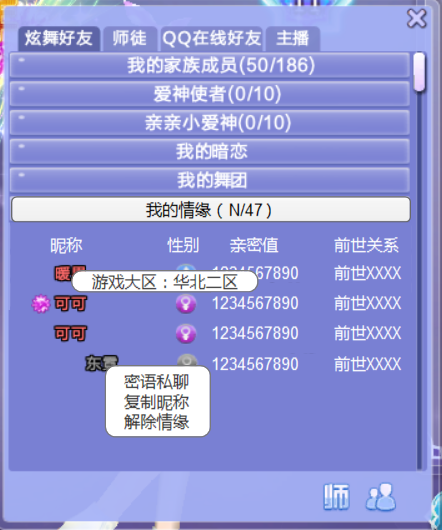 炫舞好友 师徒 QQ在线好友 主播
我的家族成员(50/186)
爱神使者(0/10)
亲亲小爱神(0/10)
我的暗恋
我的舞团
我的情缘（N/47）
昵称 性别 亲密值 前世关系
暖 1234567890 前世XXXX
游戏大区：华北二区
可可 1234567890 前世XXXX
可可 1234567890 前世XXXX
东 1234567890 前世XXXX
密语私聊
复制昵称
解除情缘
师